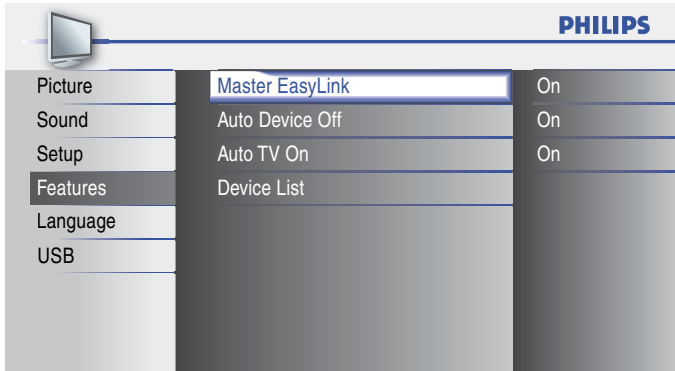 PHILIPS
Picture
Master EasyLink
On
Sound
Auto Device Off
On
Setup
Auto TV On
On
Features
Device List
Language
USB